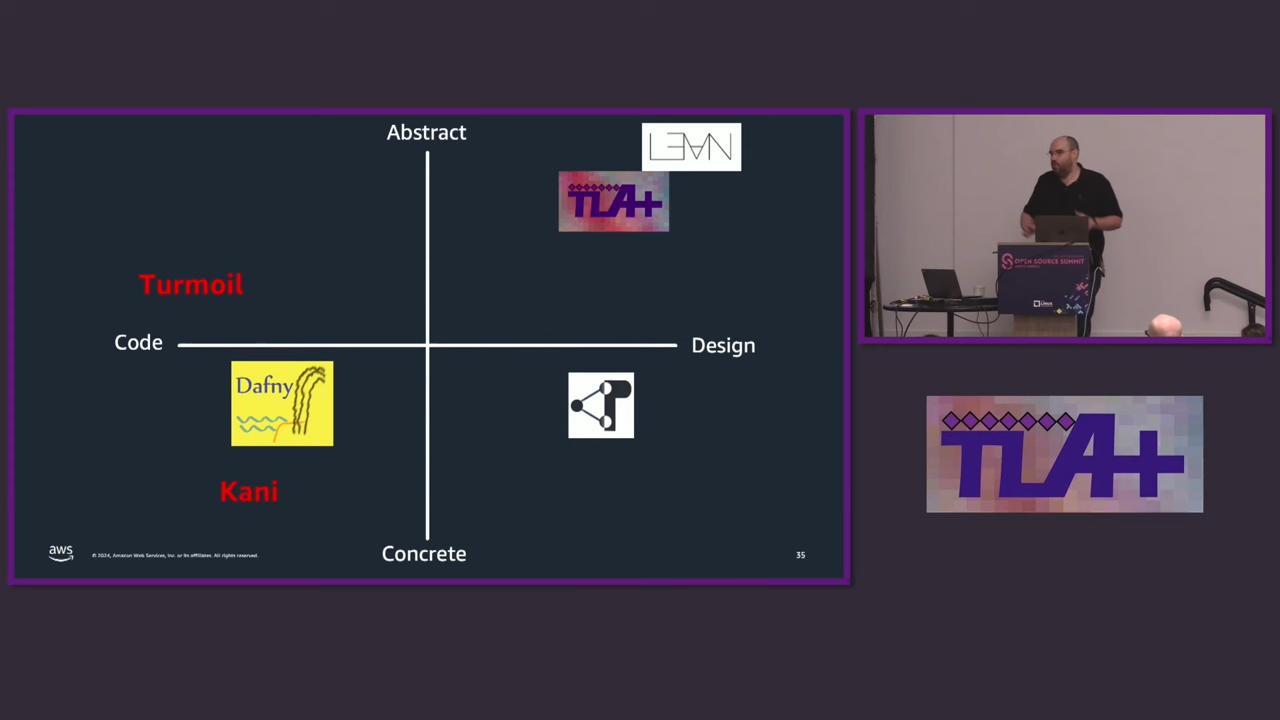 Abstract
LEAN
TLA+
Turmoil
Code
Design
Dafny
Kani
Concrete
aws
© 2024, Amazon Web Services, Inc. or its affiliates. All rights reserved.
35
OPEN SOURCE SUMMIT
TLA+